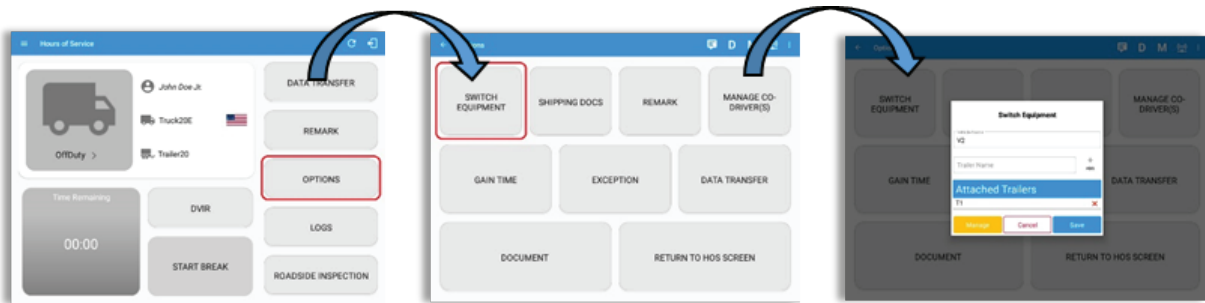 Hours of Service
John Doe Jr.
Truck20E
Trailer20
OffDuty >
Time Remaining
00:00
DVIR
START BREAK
DATA TRANSFER
REMARK
OPTIONS
LOGS
ROADSIDE INSPECTION
D
SWITCH
EQUIPMENT
SHIPPING DOCS
REMARK
MANAGE CO-
DRIVER(S)
GAIN TIME
EXCEPTION
DATA TRANSFER
DOCUMENT
RETURN TO HOS SCREEN
D M
SWITCH
EQUIPMENT
MANAGE CO-
DRIVER(S)
GAIN TIME
DATA TRANSFER
DOCUMENT
RETURN TO HOS SCREEN
Switch Equipment
V2
Trailer Name
Attached Trailers
T1
Manage
Cancel
Save